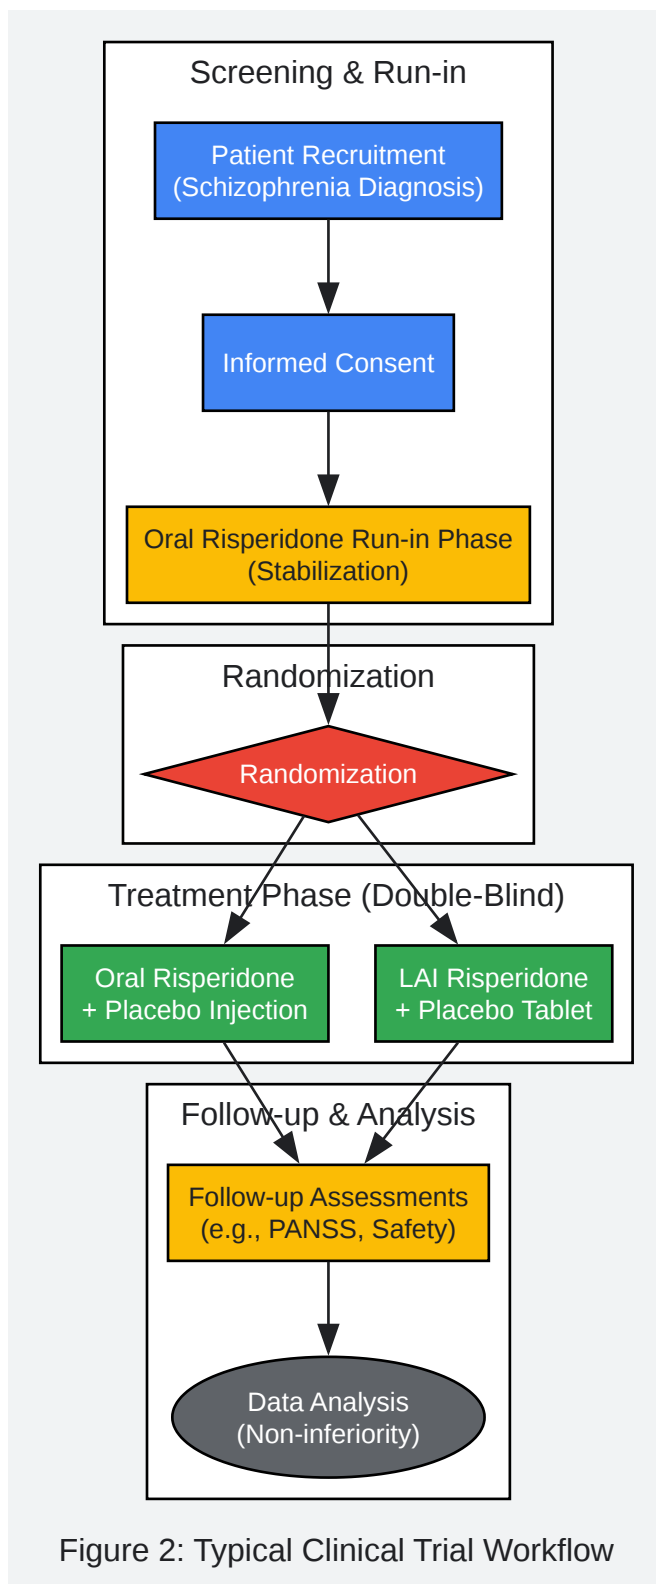 Screening & Run-in
Patient Recruitment
(Schizophrenia Diagnosis)
Informed Consent
Oral Risperidone Run-in Phase
(Stabilization)
Randomization
Randomization
Treatment Phase (Double-Blind)
Oral Risperidone
+ Placebo Injection
LAI Risperidone
+ Placebo Tablet
Follow-up & Analysis
Follow-up Assessments
(e.g., PANSS, Safety)
Data Analysis
(Non-inferiority)
Figure 2: Typical Clinical Trial Workflow